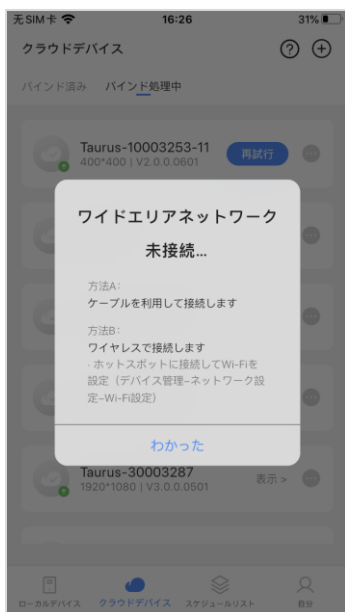 無SIM卡 16:26 31%
クラウドデバイス
バインド済み バインド処理中
Taurus-10003253-11
400*400 | V2.0.0.0601
再試行
ワイドエリアネットワーク
未接続...
方法A:
ケーブルを利用して接続します
方法B:
ワイヤレスで接続します
· ホットスポットに接続してWi-Fiを
設定（デバイス管理–ネットワーク設
定–Wi-Fi設定）
わかった
Taurus-30003287
1920*1080 | V3.0.0.0501
表示 >
ローカルデバイス クラウドデバイス スケジュールリスト 自分